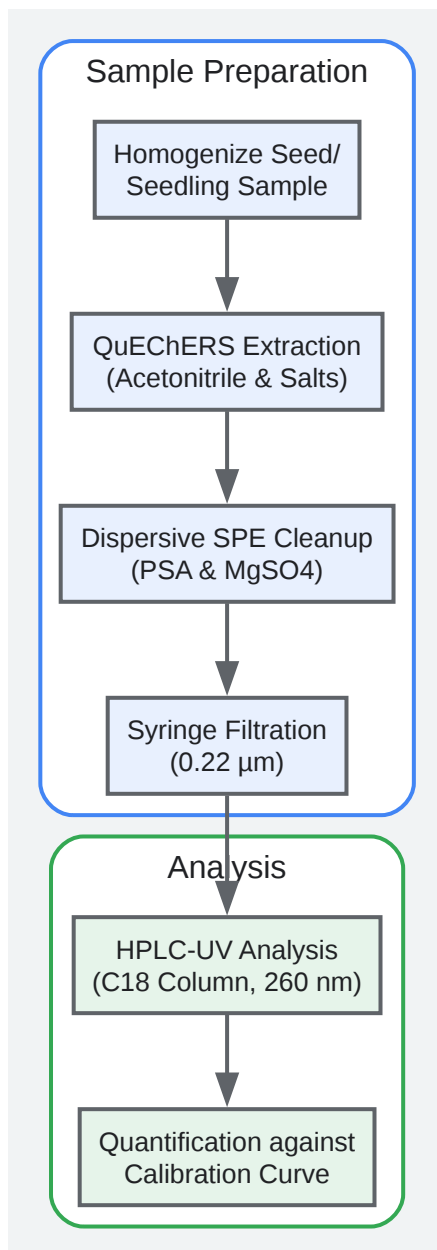 Sample Preparation
Homogenize Seed/
Seedling Sample
QuEChERS Extraction
(Acetonitrile & Salts)
Dispersive SPE Cleanup
(PSA & MgSO4)
Syringe Filtration
(0.22 µm)
Analysis
HPLC-UV Analysis
(C18 Column, 260 nm)
Quantification against
Calibration Curve